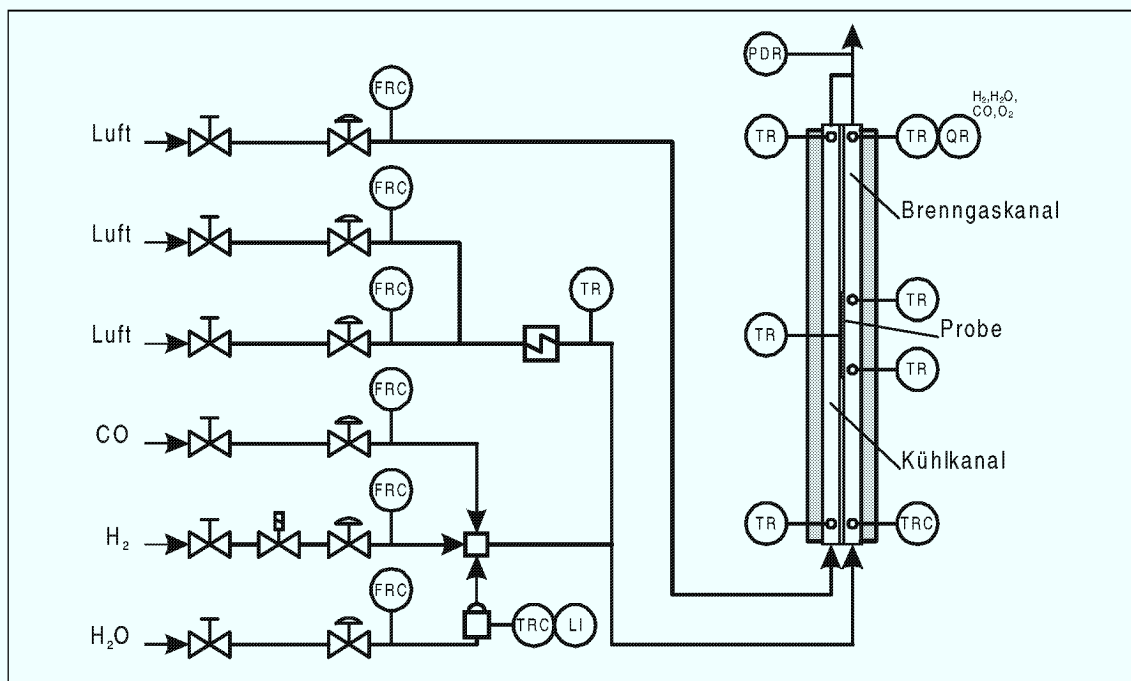 PDR
FRC
H₂,H₂O,
CO,O₂
Luft
TR
TR
QR
FRC
Brenngaskanal
Luft
FRC
TR
TR
Luft
TR
Probe
FRC
TR
CO
Kühlkanal
FRC
H₂
TR
TRC
FRC
H₂O
TRC
LI